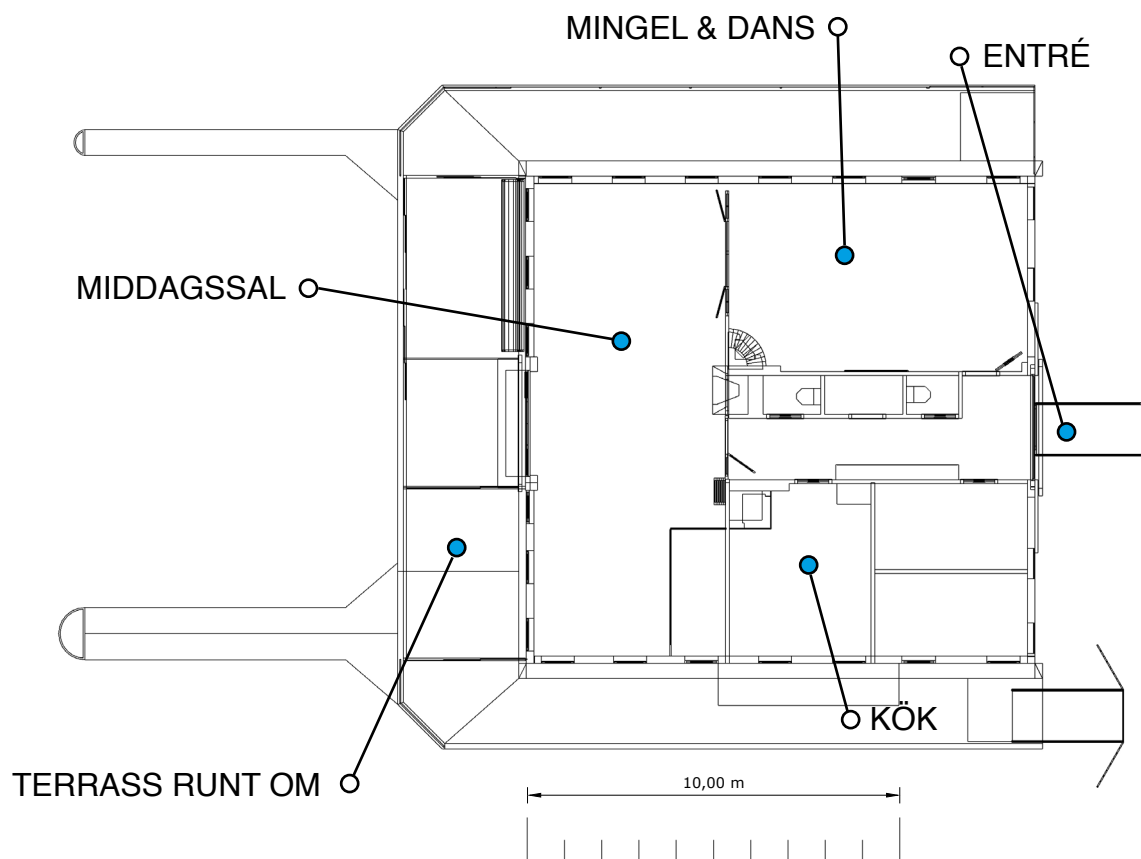 MINGEL & DANS
ENTRÉ
MIDDAGSSAL
KÖK
TERRASS RUNT OM
10,00 m